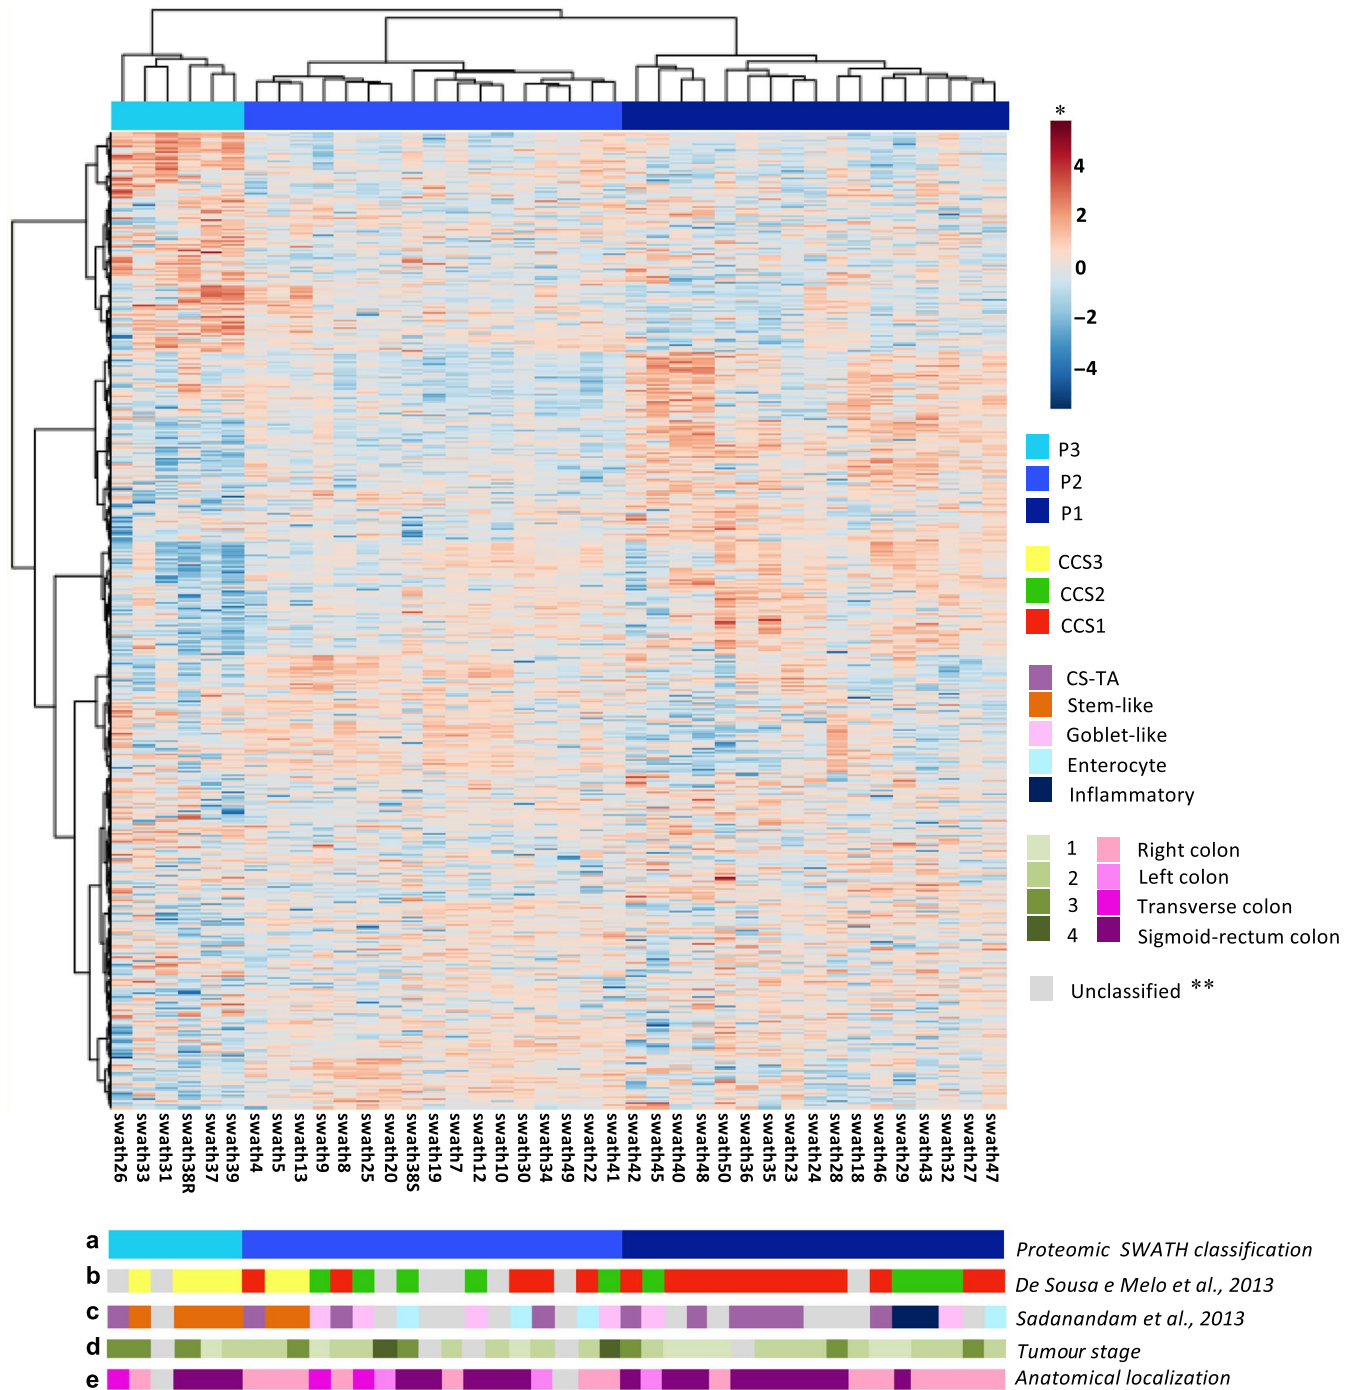 *
4
2
0
−2
−4
P3
P2
P1
CCS3
CCS2
CCS1
CS-TA
Stem-like
Goblet-like
Enterocyte
Inflammatory
1 Right colon
2 Left colon
3 Transverse colon
4 Sigmoid-rectum colon
Unclassified **
swath26
swath33
swath31
swath38R
swath37
swath39
swath4
swath5
swath13
swath9
swath8
swath25
swath20
swath38S
swath19
swath7
swath12
swath10
swath30
swath34
swath49
swath22
swath41
swath42
swath45
swath40
swath48
swath50
swath36
swath35
swath23
swath24
swath28
swath18
swath46
swath29
swath43
swath32
swath27
swath47
a Proteomic SWATH classification
b De Sousa e Melo et al., 2013
c Sadanandam et al., 2013
d Tumour stage
e Anatomical localization